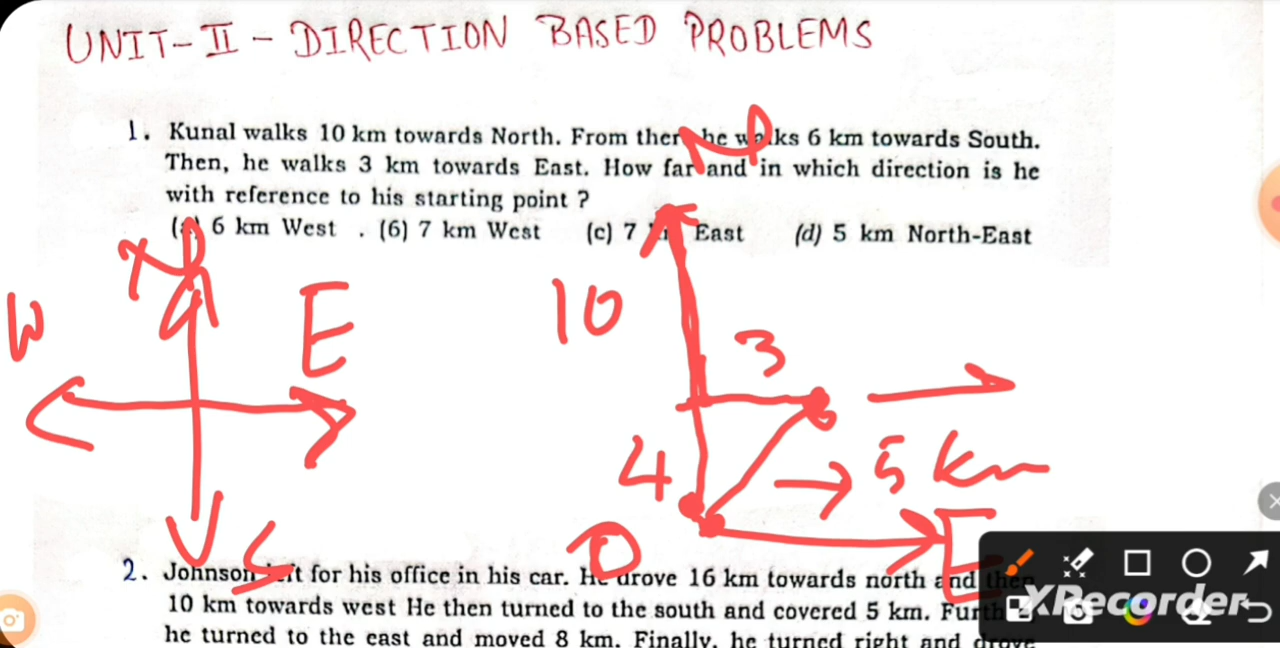 UNIT-II - DIRECTION BASED PROBLEMS
1. Kunal walks 10 km towards North. From ther he walks 6 km towards South.
Then, he walks 3 km towards East. How far and in which direction is he
with reference to his starting point ?
6 km West . (6) 7 km West (c) 7 East (d) 5 km North-East
N
W E
10
3
4
5 km
O
E
S
2. Johnson left for his office in his car. He drove 16 km towards north and then
10 km towards west He then turned to the south and covered 5 km. Furth
he turned to the east and moved 8 km. Finally, he turned right and drove
XRecorder